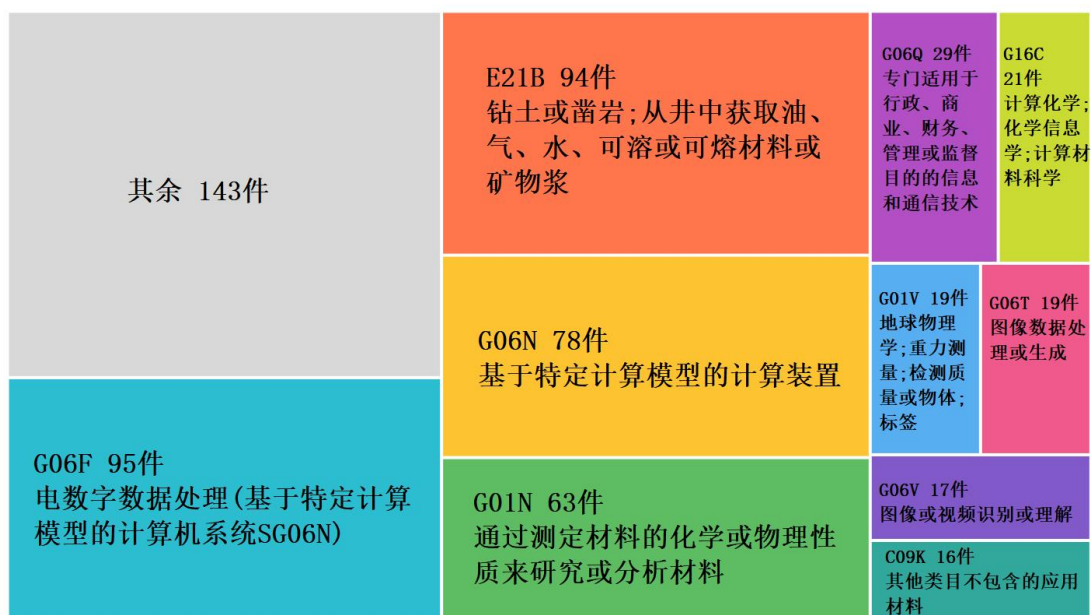 其余 143件
G06F 95件
电数字数据处理(基于特定计算
模型的计算机系统SG06N)
E21B 94件
钻土或凿岩;从井中获取油、
气、水、可溶或可熔材料或
矿物浆
G06N 78件
基于特定计算模型的计算装置
G01N 63件
通过测定材料的化学或物理性
质来研究或分析材料
G06Q 29件
专门适用于
行政、商
业、财务、
管理或监督
目的的信息
和通信技术
G16C
21件
计算化学;
化学信息
学;计算材
料科学
G01V 19件
地球物理
学;重力测
量;检测质
量或物体;
标签
G06T 19件
图像数据处
理或生成
G06V 17件
图像或视频识别或理解
C09K 16件
其他类目不包含的应用
材料